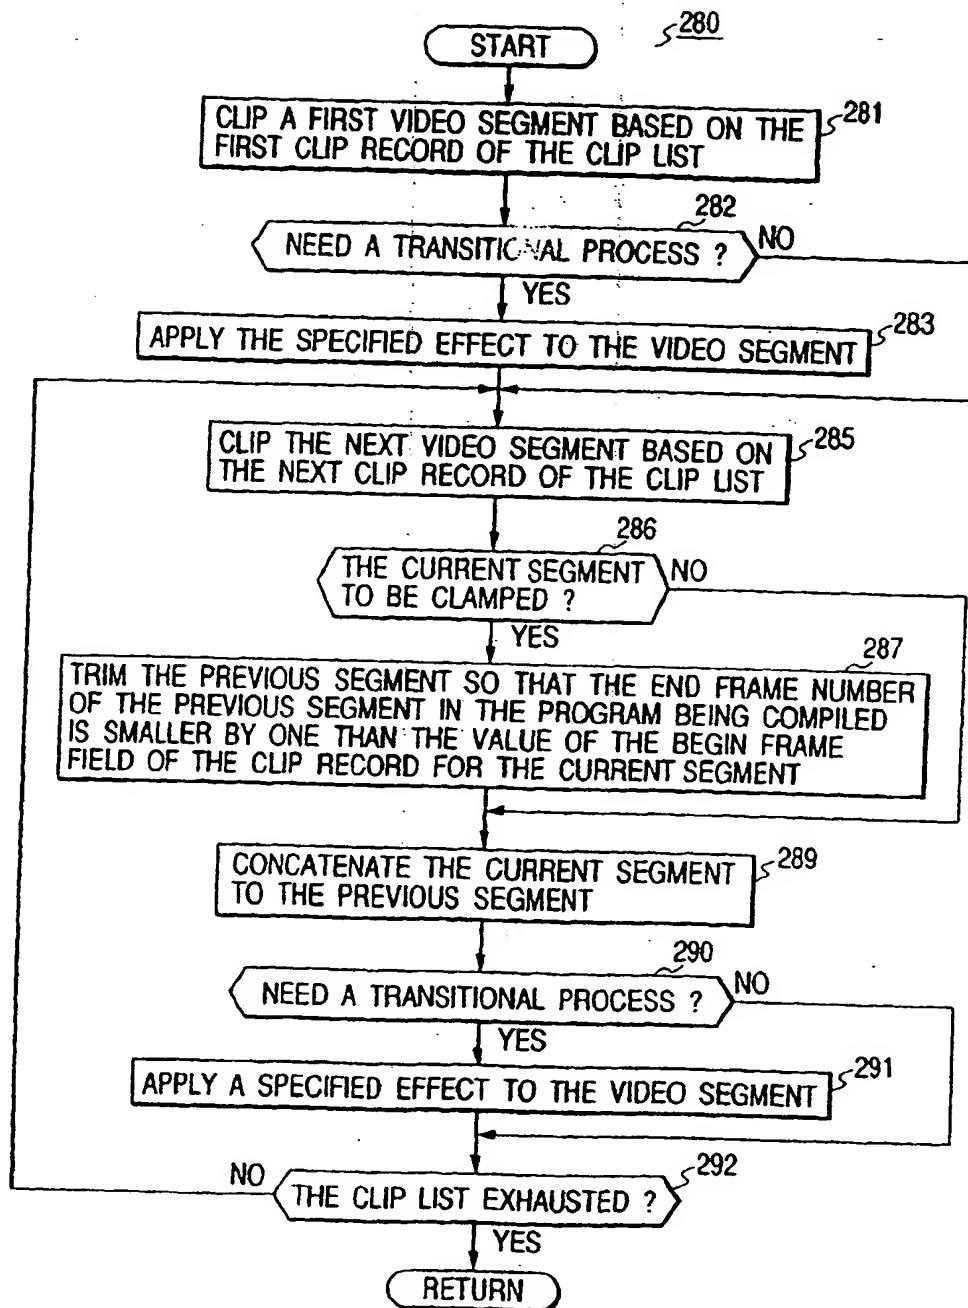 280
START
CLIP A FIRST VIDEO SEGMENT BASED ON THE
FIRST CLIP RECORD OF THE CLIP LIST
281
282
NEED A TRANSITIONAL PROCESS ?
NO
YES
283
APPLY THE SPECIFIED EFFECT TO THE VIDEO SEGMENT
CLIP THE NEXT VIDEO SEGMENT BASED ON
THE NEXT CLIP RECORD OF THE CLIP LIST
285
286
THE CURRENT SEGMENT
TO BE CLAMPED ?
NO
YES
287
TRIM THE PREVIOUS SEGMENT SO THAT THE END FRAME NUMBER
OF THE PREVIOUS SEGMENT IN THE PROGRAM BEING COMPILED
IS SMALLER BY ONE THAN THE VALUE OF THE BEGIN FRAME
FIELD OF THE CLIP RECORD FOR THE CURRENT SEGMENT
CONCATENATE THE CURRENT SEGMENT
TO THE PREVIOUS SEGMENT
289
290
NEED A TRANSITIONAL PROCESS ?
NO
YES
291
APPLY A SPECIFIED EFFECT TO THE VIDEO SEGMENT
292
NO
THE CLIP LIST EXHAUSTED ?
YES
RETURN